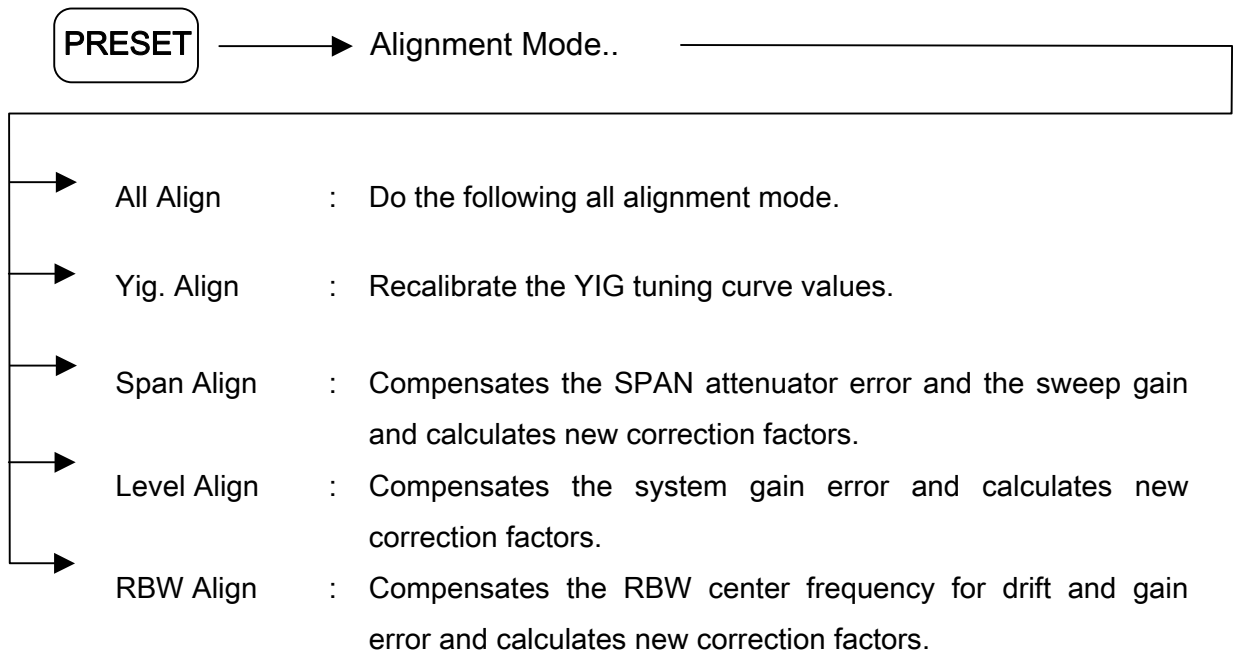 PRESET Alignment Mode..
All Align : Do the following all alignment mode.
Yig. Align : Recalibrate the YIG tuning curve values.
Span Align : Compensates the SPAN attenuator error and the sweep gain
and calculates new correction factors.
Level Align : Compensates the system gain error and calculates new
correction factors.
RBW Align : Compensates the RBW center frequency for drift and gain
error and calculates new correction factors.